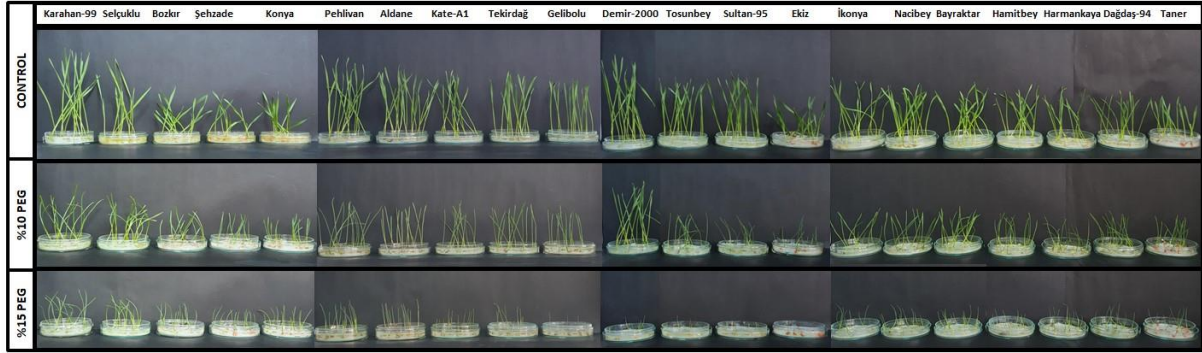 Karahan-99 Selçuklu Bozkır Şehzade Konya Pehlivan Aldane Kate-A1 Tekirdağ Gelibolu Demir-2000 Tosunbey Sultan-95 Ekiz İkonya Nacibey Bayraktar Hamitbey Harmankaya Dağdaş-94 Taner
CONTROL
%10 PEG
%15 PEG